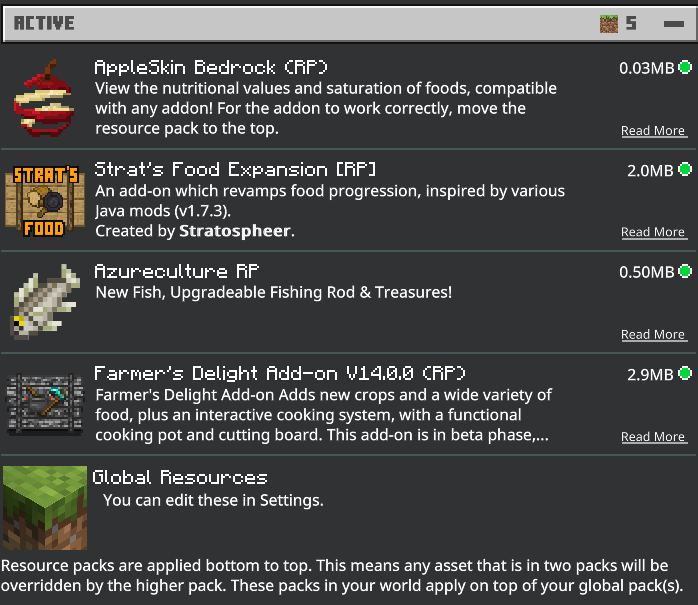 ACTIVE
5
AppleSkin Bedrock (RP)
0.03MB
View the nutritional values and saturation of foods, compatible
with any addon! For the addon to work correctly, move the
resource pack to the top.
Read More
STRAT'S
FOOD
Strat's Food Expansion [RP]
2.0MB
An add-on which revamps food progression, inspired by various
Java mods (v1.7.3).
Created by Stratospheer.
Read More
Azureculture RP
0.50MB
New Fish, Upgradeable Fishing Rod & Treasures!
Read More
Farmer's Delight Add-on V14.0.0 (RP)
2.9MB
Farmer's Delight Add-on Adds new crops and a wide variety of
food, plus an interactive cooking system, with a functional
cooking pot and cutting board. This add-on is in beta phase,...
Read More
Global Resources
You can edit these in Settings.
Resource packs are applied bottom to top. This means any asset that is in two packs will be
overridden by the higher pack. These packs in your world apply on top of your global pack(s).